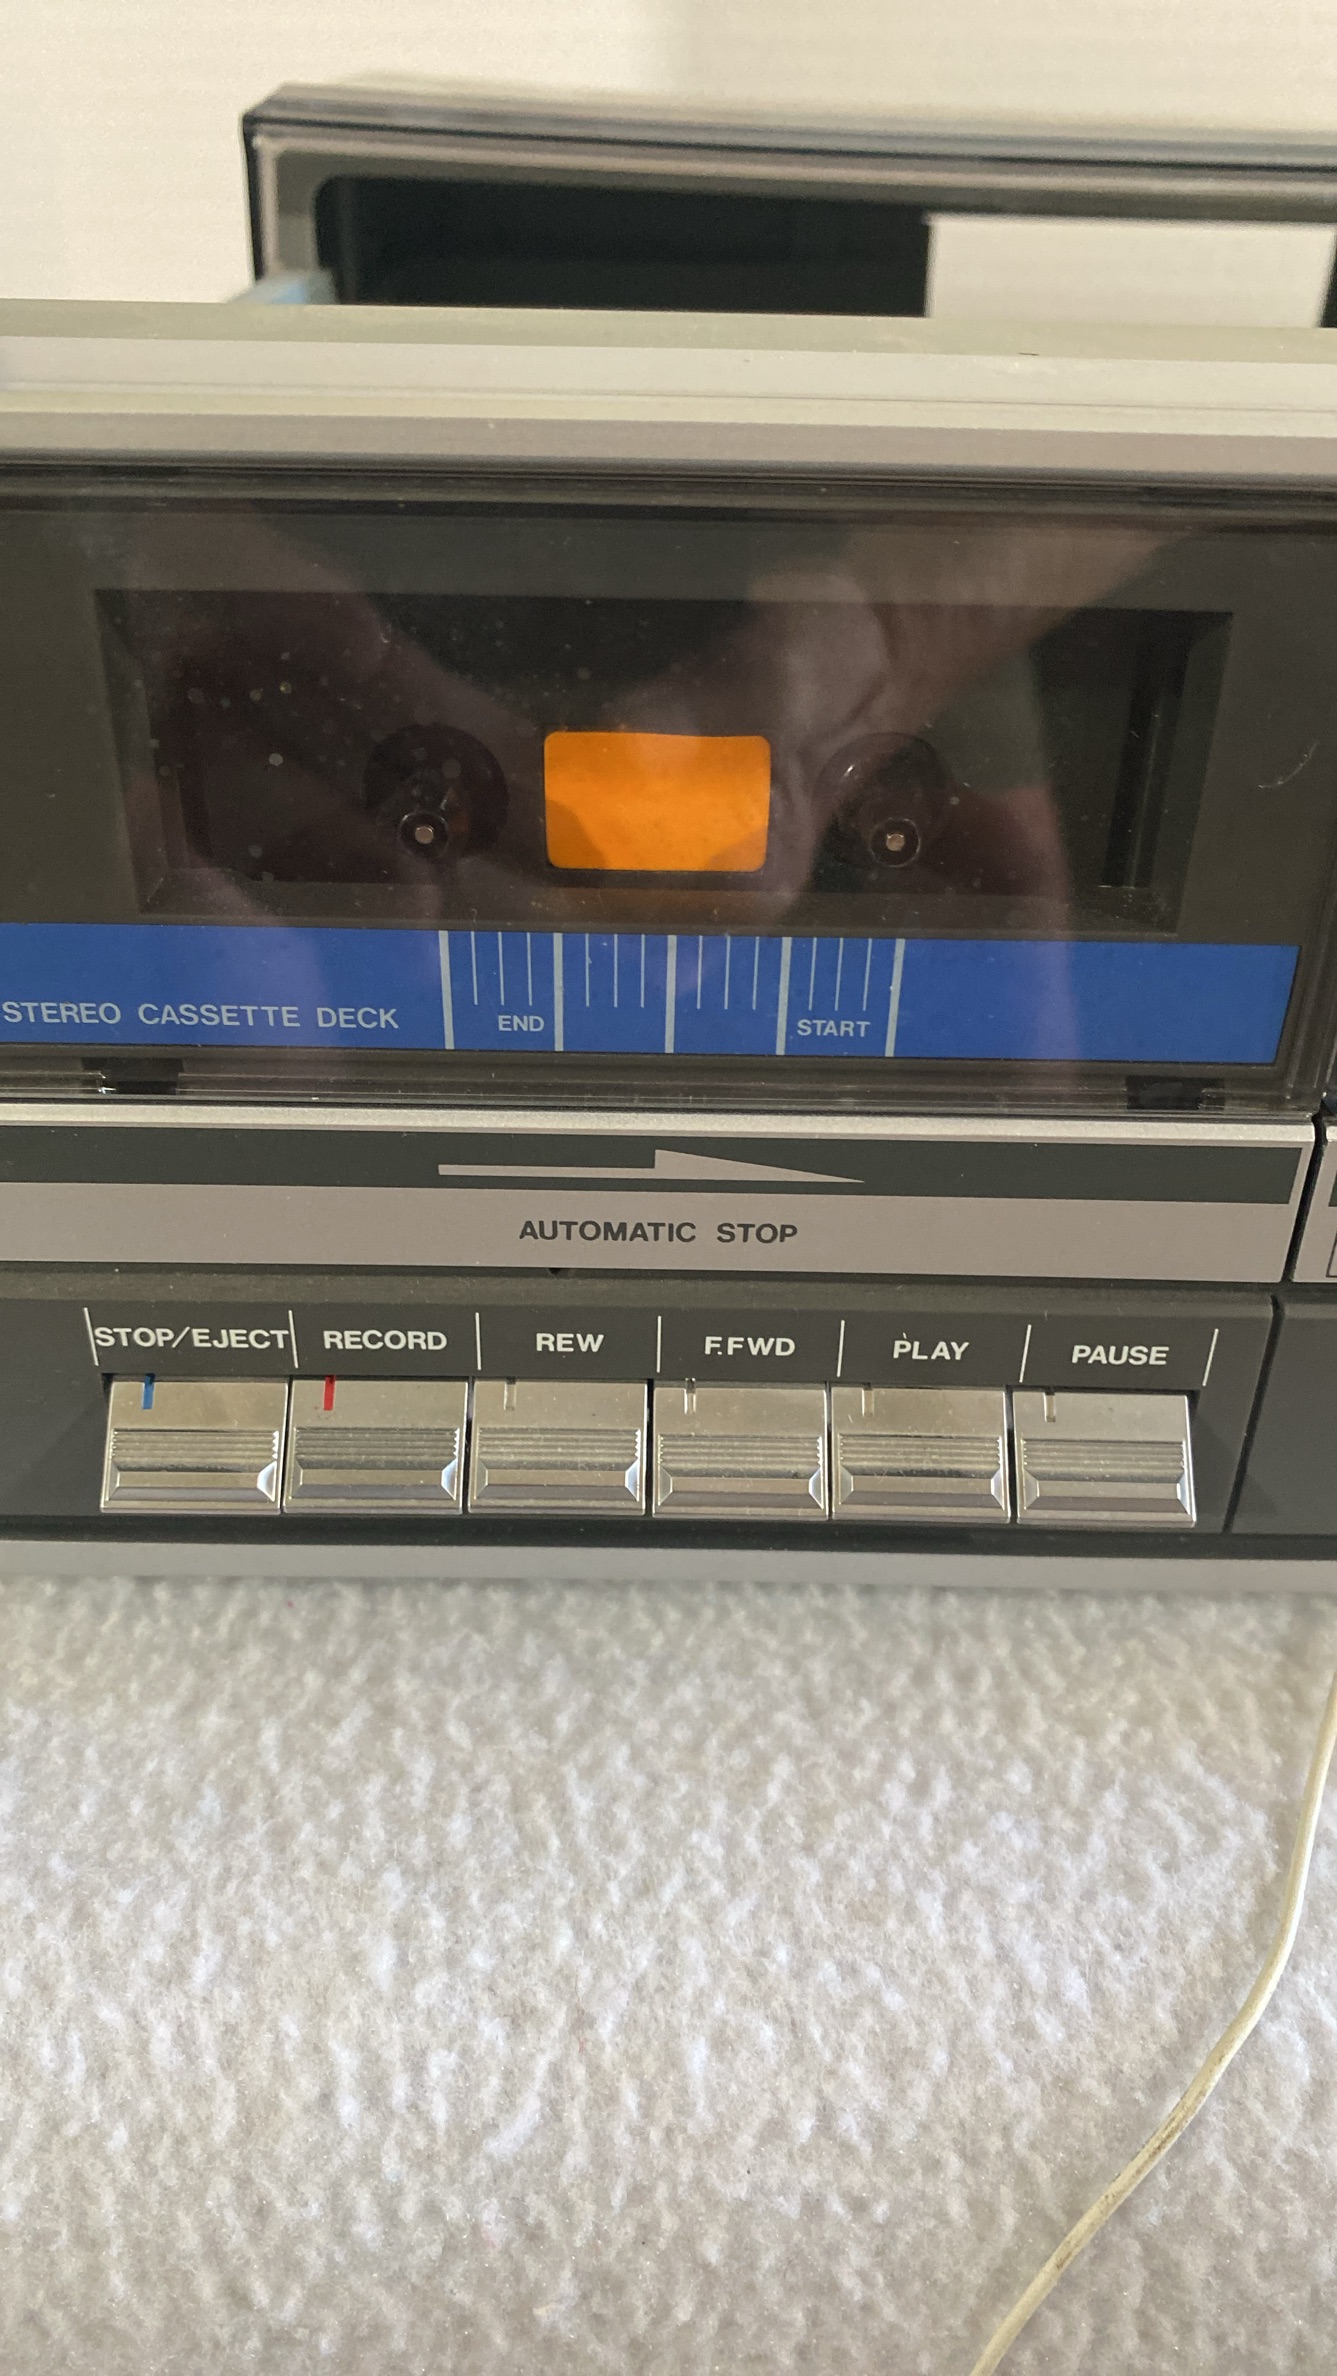 STEREO CASSETTE DECK
END
START
AUTOMATIC STOP
STOP/EJECT RECORD REW F.FWD PLAY PAUSE